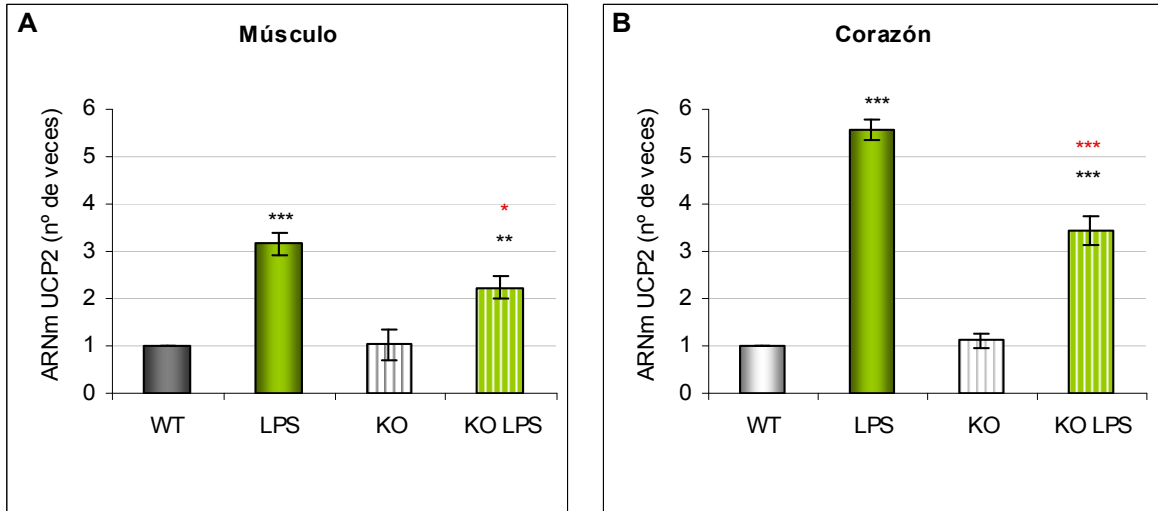 A
Músculo
ARNm UCP2 (nº de veces)
6
5
4
3
2
1
0
***
*
**
WT LPS KO KO LPS
B
Corazón
ARNm UCP2 (nº de veces)
6
5
4
3
2
1
0
***
***
***
WT LPS KO KO LPS